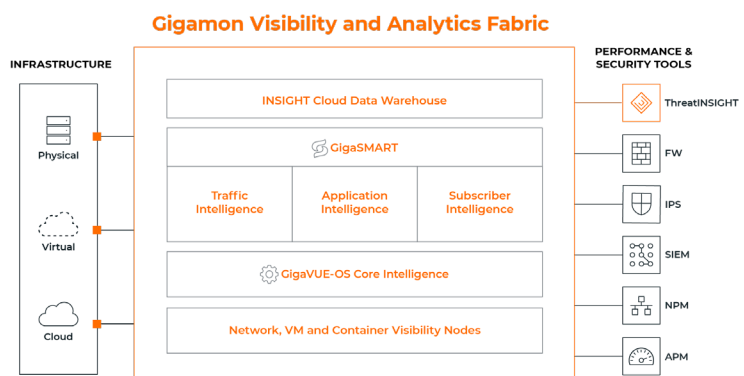 Gigamon Visibility and Analytics Fabric
INFRASTRUCTURE
Physical
Virtual
Cloud
INSIGHT Cloud Data Warehouse
GigaSMART
Traffic
Intelligence
Application
Intelligence
Subscriber
Intelligence
GigaVUE-OS Core Intelligence
Network, VM and Container Visibility Nodes
PERFORMANCE &
SECURITY TOOLS
ThreatINSIGHT
FW
IPS
SIEM
NPM
APM